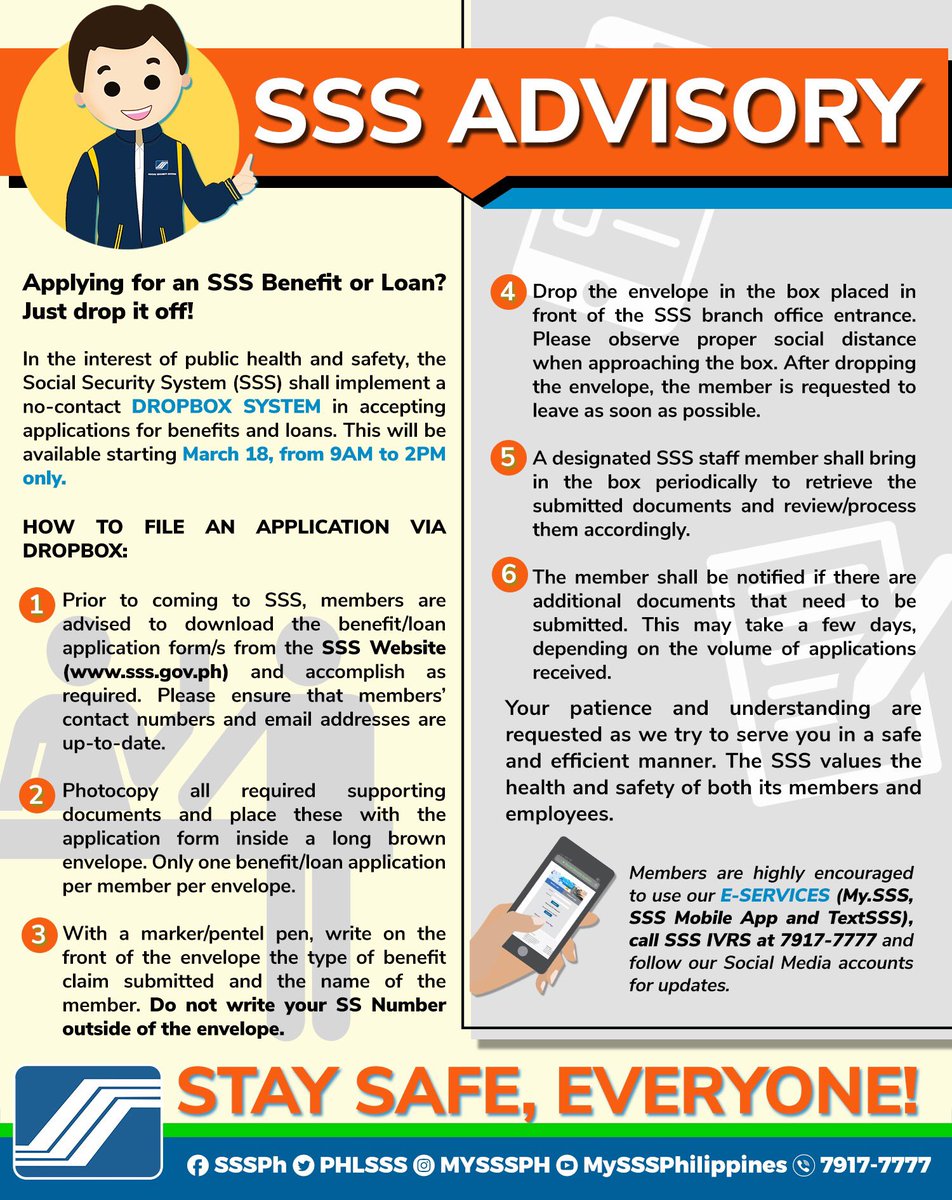 SSS ADVISORY
Applying for an SSS Benefit or Loan?
Just drop it off!
In the interest of public health and safety, the
Social Security System (SSS) shall implement a
no-contact DROPBOX SYSTEM in accepting
applications for benefits and loans. This will be
available starting March 18, from 9AM to 2PM
only.
HOW TO FILE AN APPLICATION VIA
DROPBOX:
1 Prior to coming to SSS, members are
advised to download the benefit/loan
application form/s from the SSS Website
(www.sss.gov.ph) and accomplish as
required. Please ensure that members'
contact numbers and email addresses are
up-to-date.
2 Photocopy all required supporting
documents and place these with the
application form inside a long brown
envelope. Only one benefit/loan application
per member per envelope.
3 With a marker/pentel pen, write on the
front of the envelope the type of benefit
claim submitted and the name of the
member. Do not write your SS Number
outside of the envelope.
4 Drop the envelope in the box placed in
front of the SSS branch office entrance.
Please observe proper social distance
when approaching the box. After dropping
the envelope, the member is requested to
leave as soon as possible.
5 A designated SSS staff member shall bring
in the box periodically to retrieve the
submitted documents and review/process
them accordingly.
6 The member shall be notified if there are
additional documents that need to be
submitted. This may take a few days,
depending on the volume of applications
received.
Your patience and understanding are
requested as we try to serve you in a safe
and efficient manner. The SSS values the
health and safety of both its members and
employees.
Members are highly encouraged
to use our E-SERVICES (My.SSS,
SSS Mobile App and TextSSS),
call SSS IVRS at 7917-7777 and
follow our Social Media accounts
for updates.
STAY SAFE, EVERYONE!
SSSPh PHLSSS MYSSSPH MySSSPhilippines 7917-7777